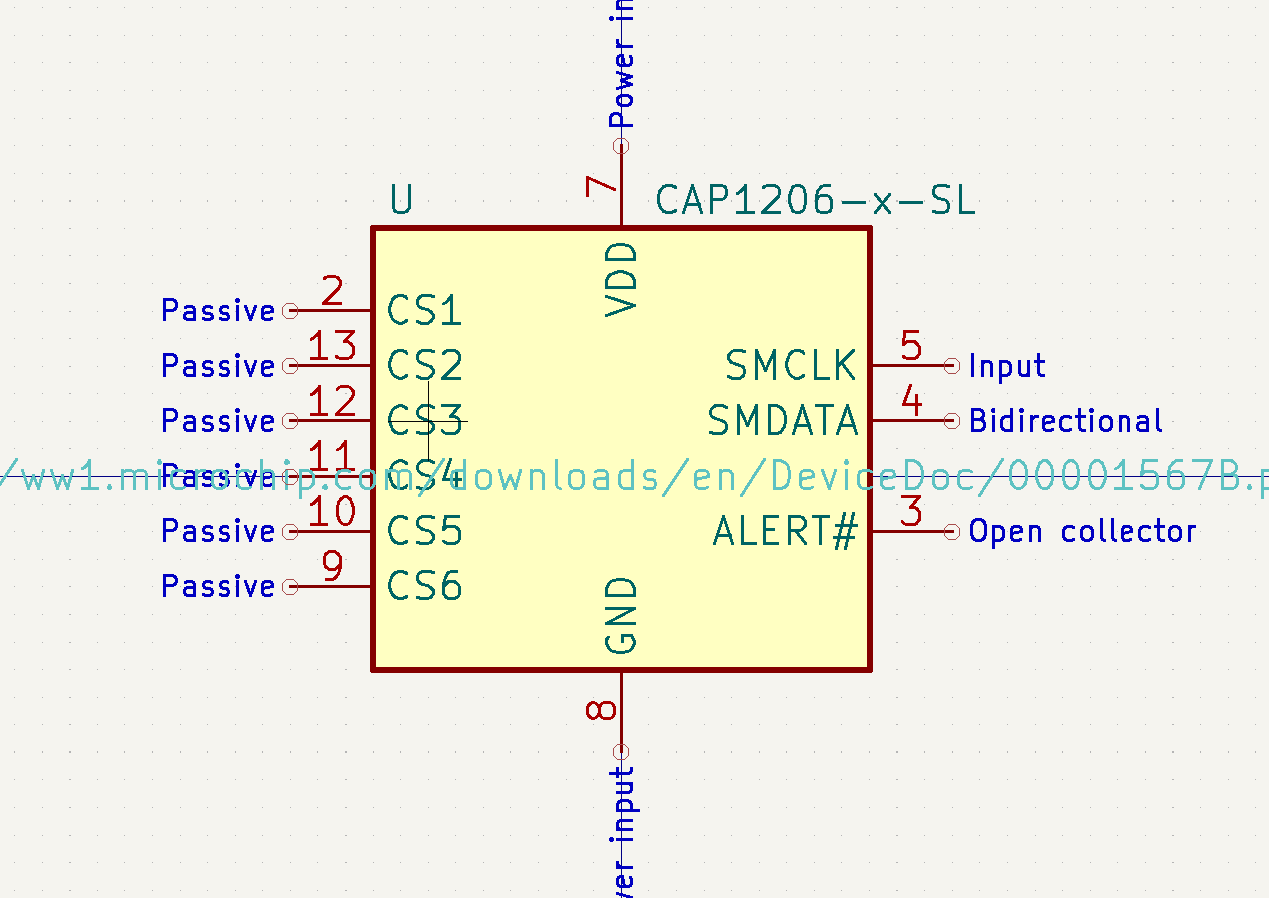 Power in
7
U
CAP1206-x-SL
VDD
Passive 2 CS1
Passive 13 CS2
SMCLK 5 Input
Passive 12 CS3
SMDATA 4 Bidirectional
Passive 11 CS4
/ww1.microchip.com/downloads/en/DeviceDoc/00001567B.p
Passive 10 CS5
ALERT# 3 Open collector
Passive 9 CS6
GND
8
wer input